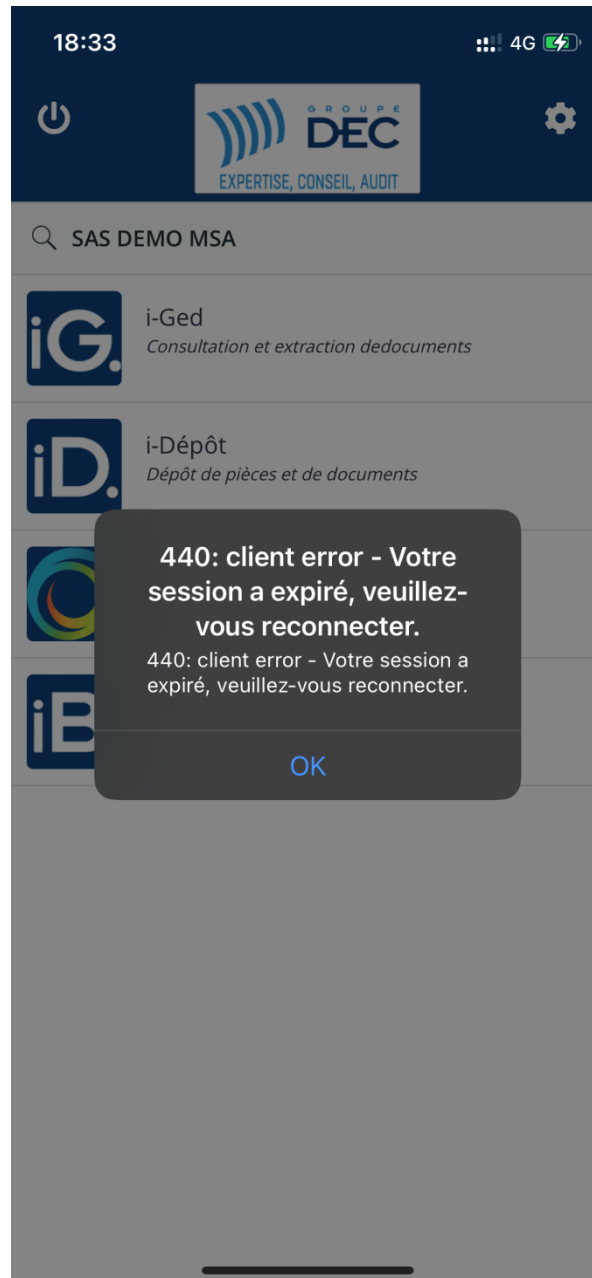 18:33
4G
GROUPE
DEC
EXPERTISE, CONSEIL, AUDIT
SAS DEMO MSA
iG.
i-Ged
Consultation et extraction dedocuments
iD.
i-Dépôt
Dépôt de pièces et de documents
440: client error - Votre
session a expiré, veuillez-
vous reconnecter.
440: client error - Votre session a
expiré, veuillez-vous reconnecter.
iB
OK